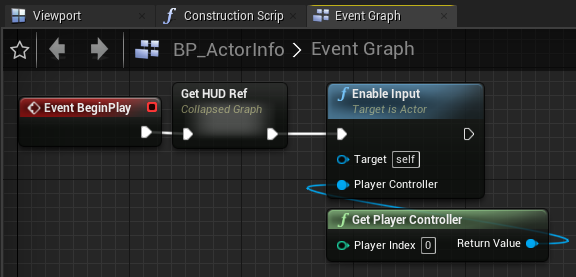 Viewport
Construction Scrip
Event Graph
BP_ActorInfo > Event Graph
Event BeginPlay
Get HUD Ref
Collapsed Graph
f Enable Input
Target is Actor
Target self
Player Controller
f Get Player Controller
Player Index 0 Return Value